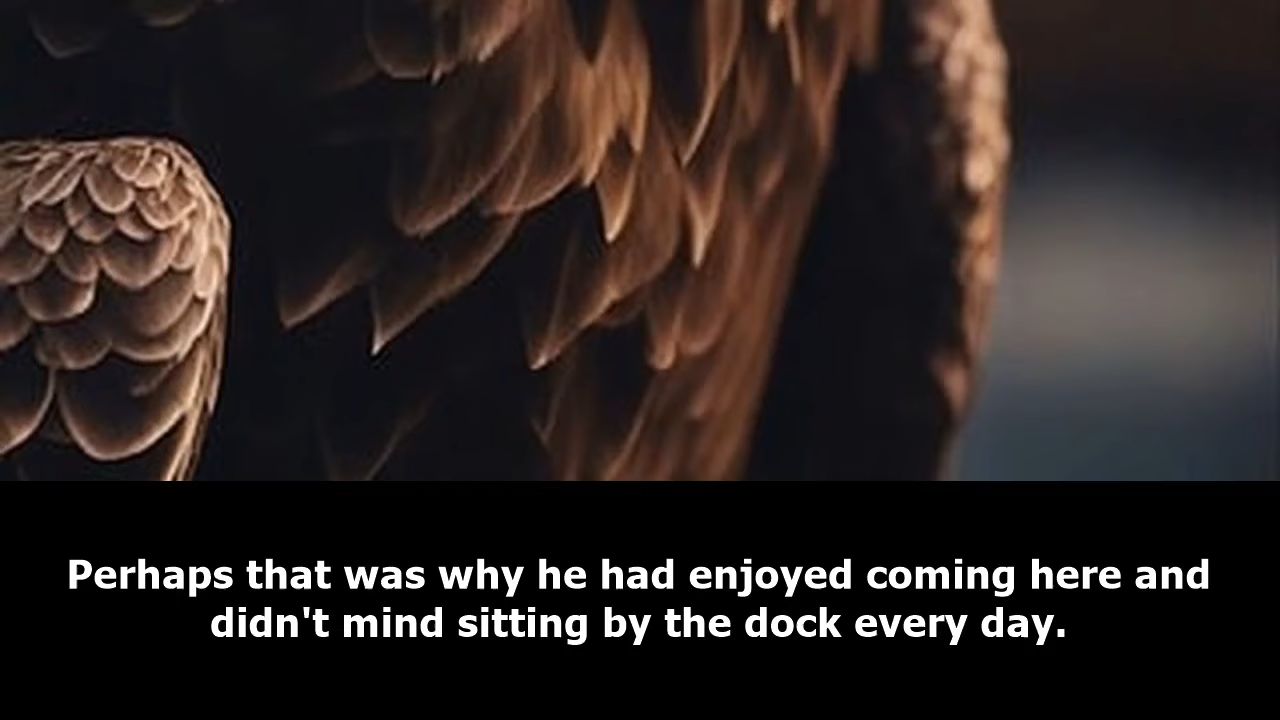 Perhaps that was why he had enjoyed coming here and
didn't mind sitting by the dock every day.